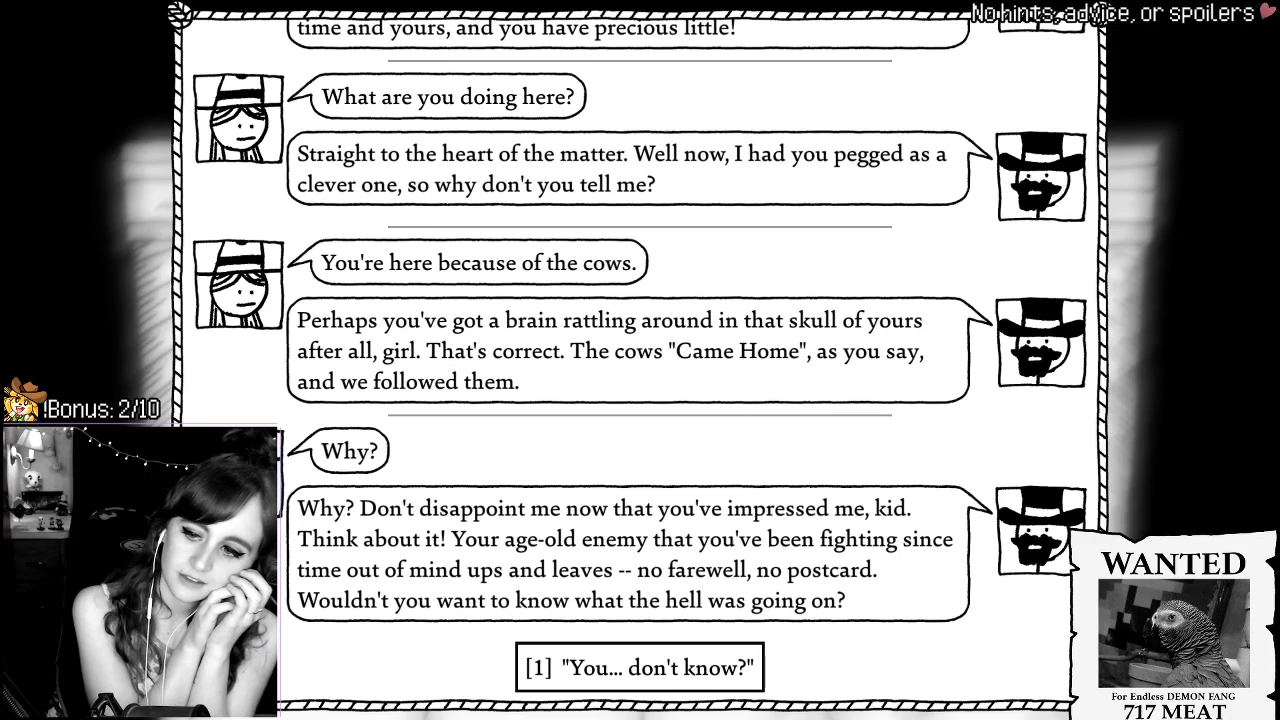 No hints, advice, or spoilers
time and yours, and you have precious little!
What are you doing here?
Straight to the heart of the matter. Well now, I had you pegged as a
clever one, so why don't you tell me?
You're here because of the cows.
Perhaps you've got a brain rattling around in that skull of yours
after all, girl. That's correct. The cows "Came Home", as you say,
and we followed them.
!Bonus: 2/10
Why?
Why? Don't disappoint me now that you've impressed me, kid.
Think about it! Your age-old enemy that you've been fighting since
time out of mind ups and leaves -- no farewell, no postcard.
Wouldn't you want to know what the hell was going on?
[1] "You... don't know?"
WANTED
For Endless DEMON FANG
717 MEAT